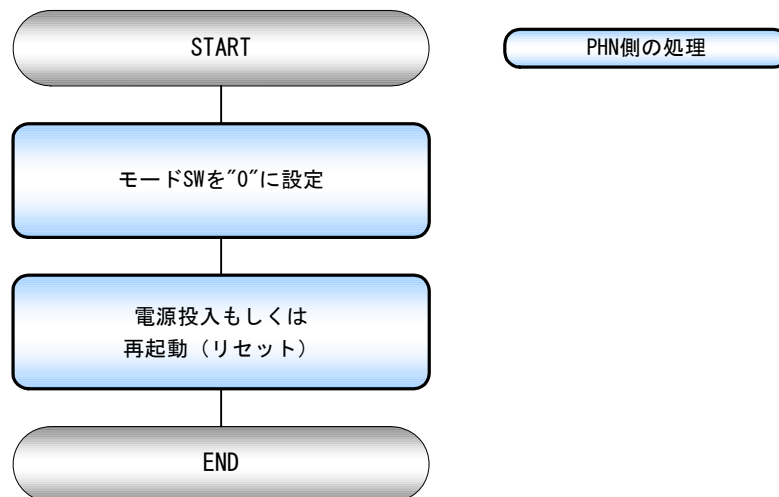 START
PHN側の処理
モードSWを"0"に設定
電源投入もしくは
再起動（リセット）
END